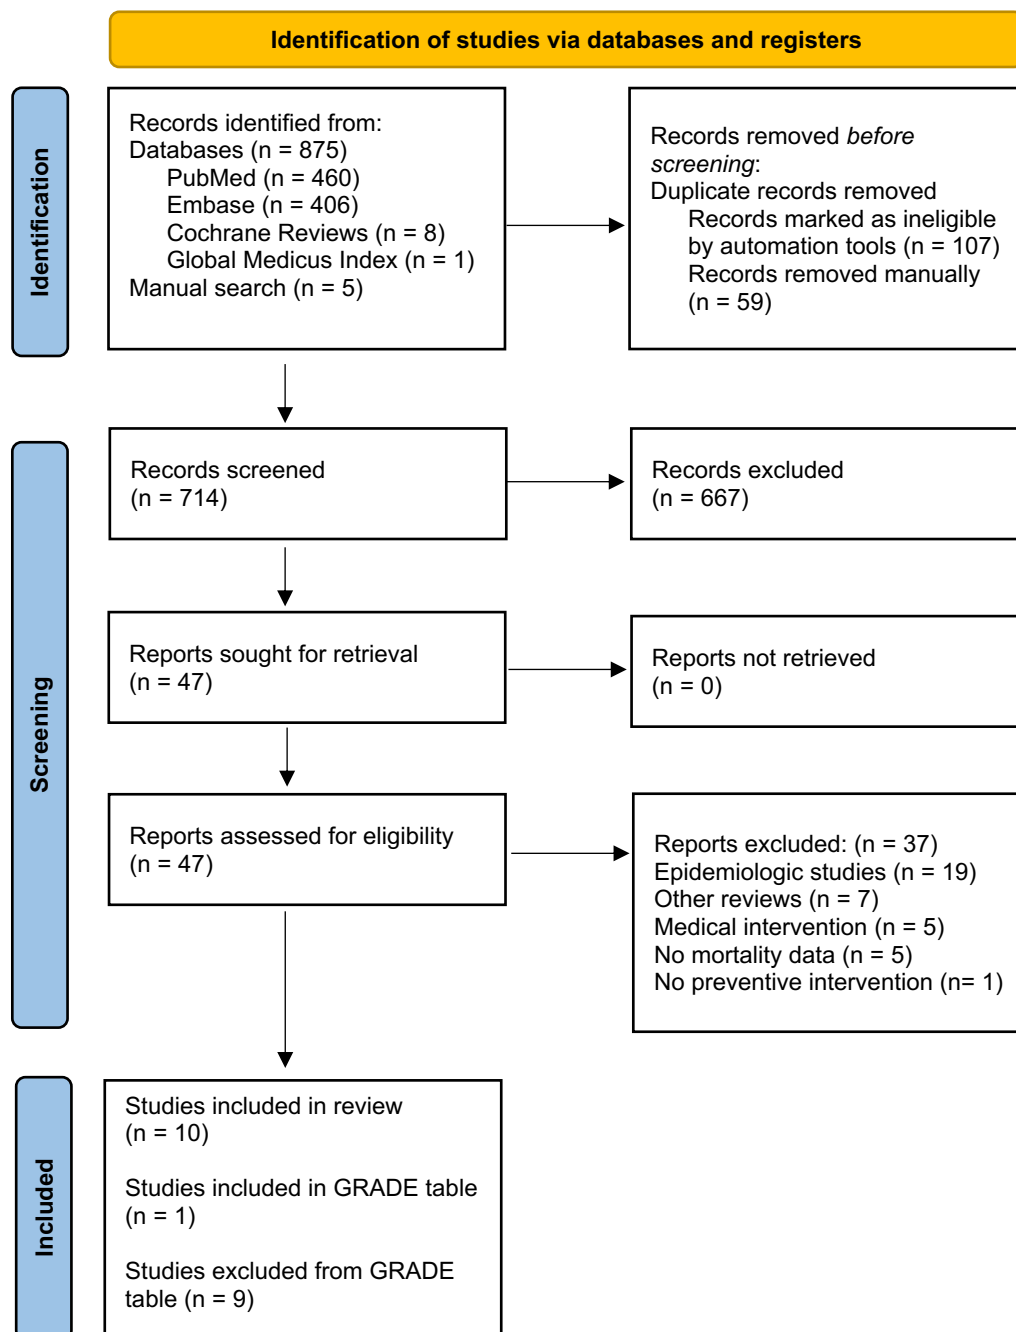 Identification of studies via databases and registers
Identification
Records identified from:
Databases (n = 875)
PubMed (n = 460)
Embase (n = 406)
Cochrane Reviews (n = 8)
Global Medicus Index (n = 1)
Manual search (n = 5)
Records removed before
screening:
Duplicate records removed
Records marked as ineligible
by automation tools (n = 107)
Records removed manually
(n = 59)
Screening
Records screened
(n = 714)
Records excluded
(n = 667)
Reports sought for retrieval
(n = 47)
Reports not retrieved
(n = 0)
Reports assessed for eligibility
(n = 47)
Reports excluded: (n = 37)
Epidemiologic studies (n = 19)
Other reviews (n = 7)
Medical intervention (n = 5)
No mortality data (n = 5)
No preventive intervention (n= 1)
Included
Studies included in review
(n = 10)
Studies included in GRADE table
(n = 1)
Studies excluded from GRADE
table (n = 9)